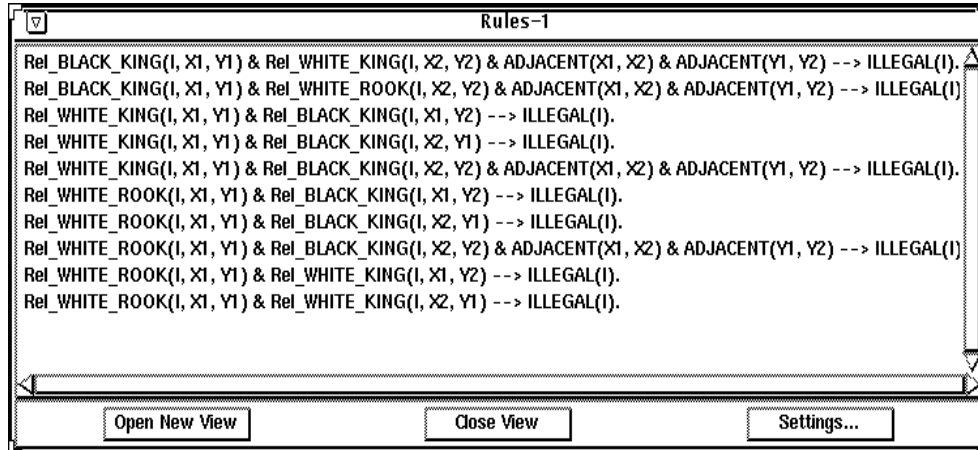 Rules-1
Rel_BLACK_KING(I, X1, Y1) & Rel_WHITE_KING(I, X2, Y2) & ADJACENT(X1, X2) & ADJACENT(Y1, Y2) --> ILLEGAL(I).
Rel_BLACK_KING(I, X1, Y1) & Rel_WHITE_ROOK(I, X2, Y2) & ADJACENT(X1, X2) & ADJACENT(Y1, Y2) --> ILLEGAL(I)
Rel_WHITE_KING(I, X1, Y1) & Rel_BLACK_KING(I, X1, Y2) --> ILLEGAL(I).
Rel_WHITE_KING(I, X1, Y1) & Rel_BLACK_KING(I, X2, Y1) --> ILLEGAL(I).
Rel_WHITE_KING(I, X1, Y1) & Rel_BLACK_KING(I, X2, Y2) & ADJACENT(X1, X2) & ADJACENT(Y1, Y2) --> ILLEGAL(I).
Rel_WHITE_ROOK(I, X1, Y1) & Rel_BLACK_KING(I, X1, Y2) --> ILLEGAL(I).
Rel_WHITE_ROOK(I, X1, Y1) & Rel_BLACK_KING(I, X2, Y1) --> ILLEGAL(I).
Rel_WHITE_ROOK(I, X1, Y1) & Rel_BLACK_KING(I, X2, Y2) & ADJACENT(X1, X2) & ADJACENT(Y1, Y2) --> ILLEGAL(I)
Rel_WHITE_ROOK(I, X1, Y1) & Rel_WHITE_KING(I, X1, Y2) --> ILLEGAL(I).
Rel_WHITE_ROOK(I, X1, Y1) & Rel_WHITE_KING(I, X2, Y1) --> ILLEGAL(I).
Open New View Close View Settings...